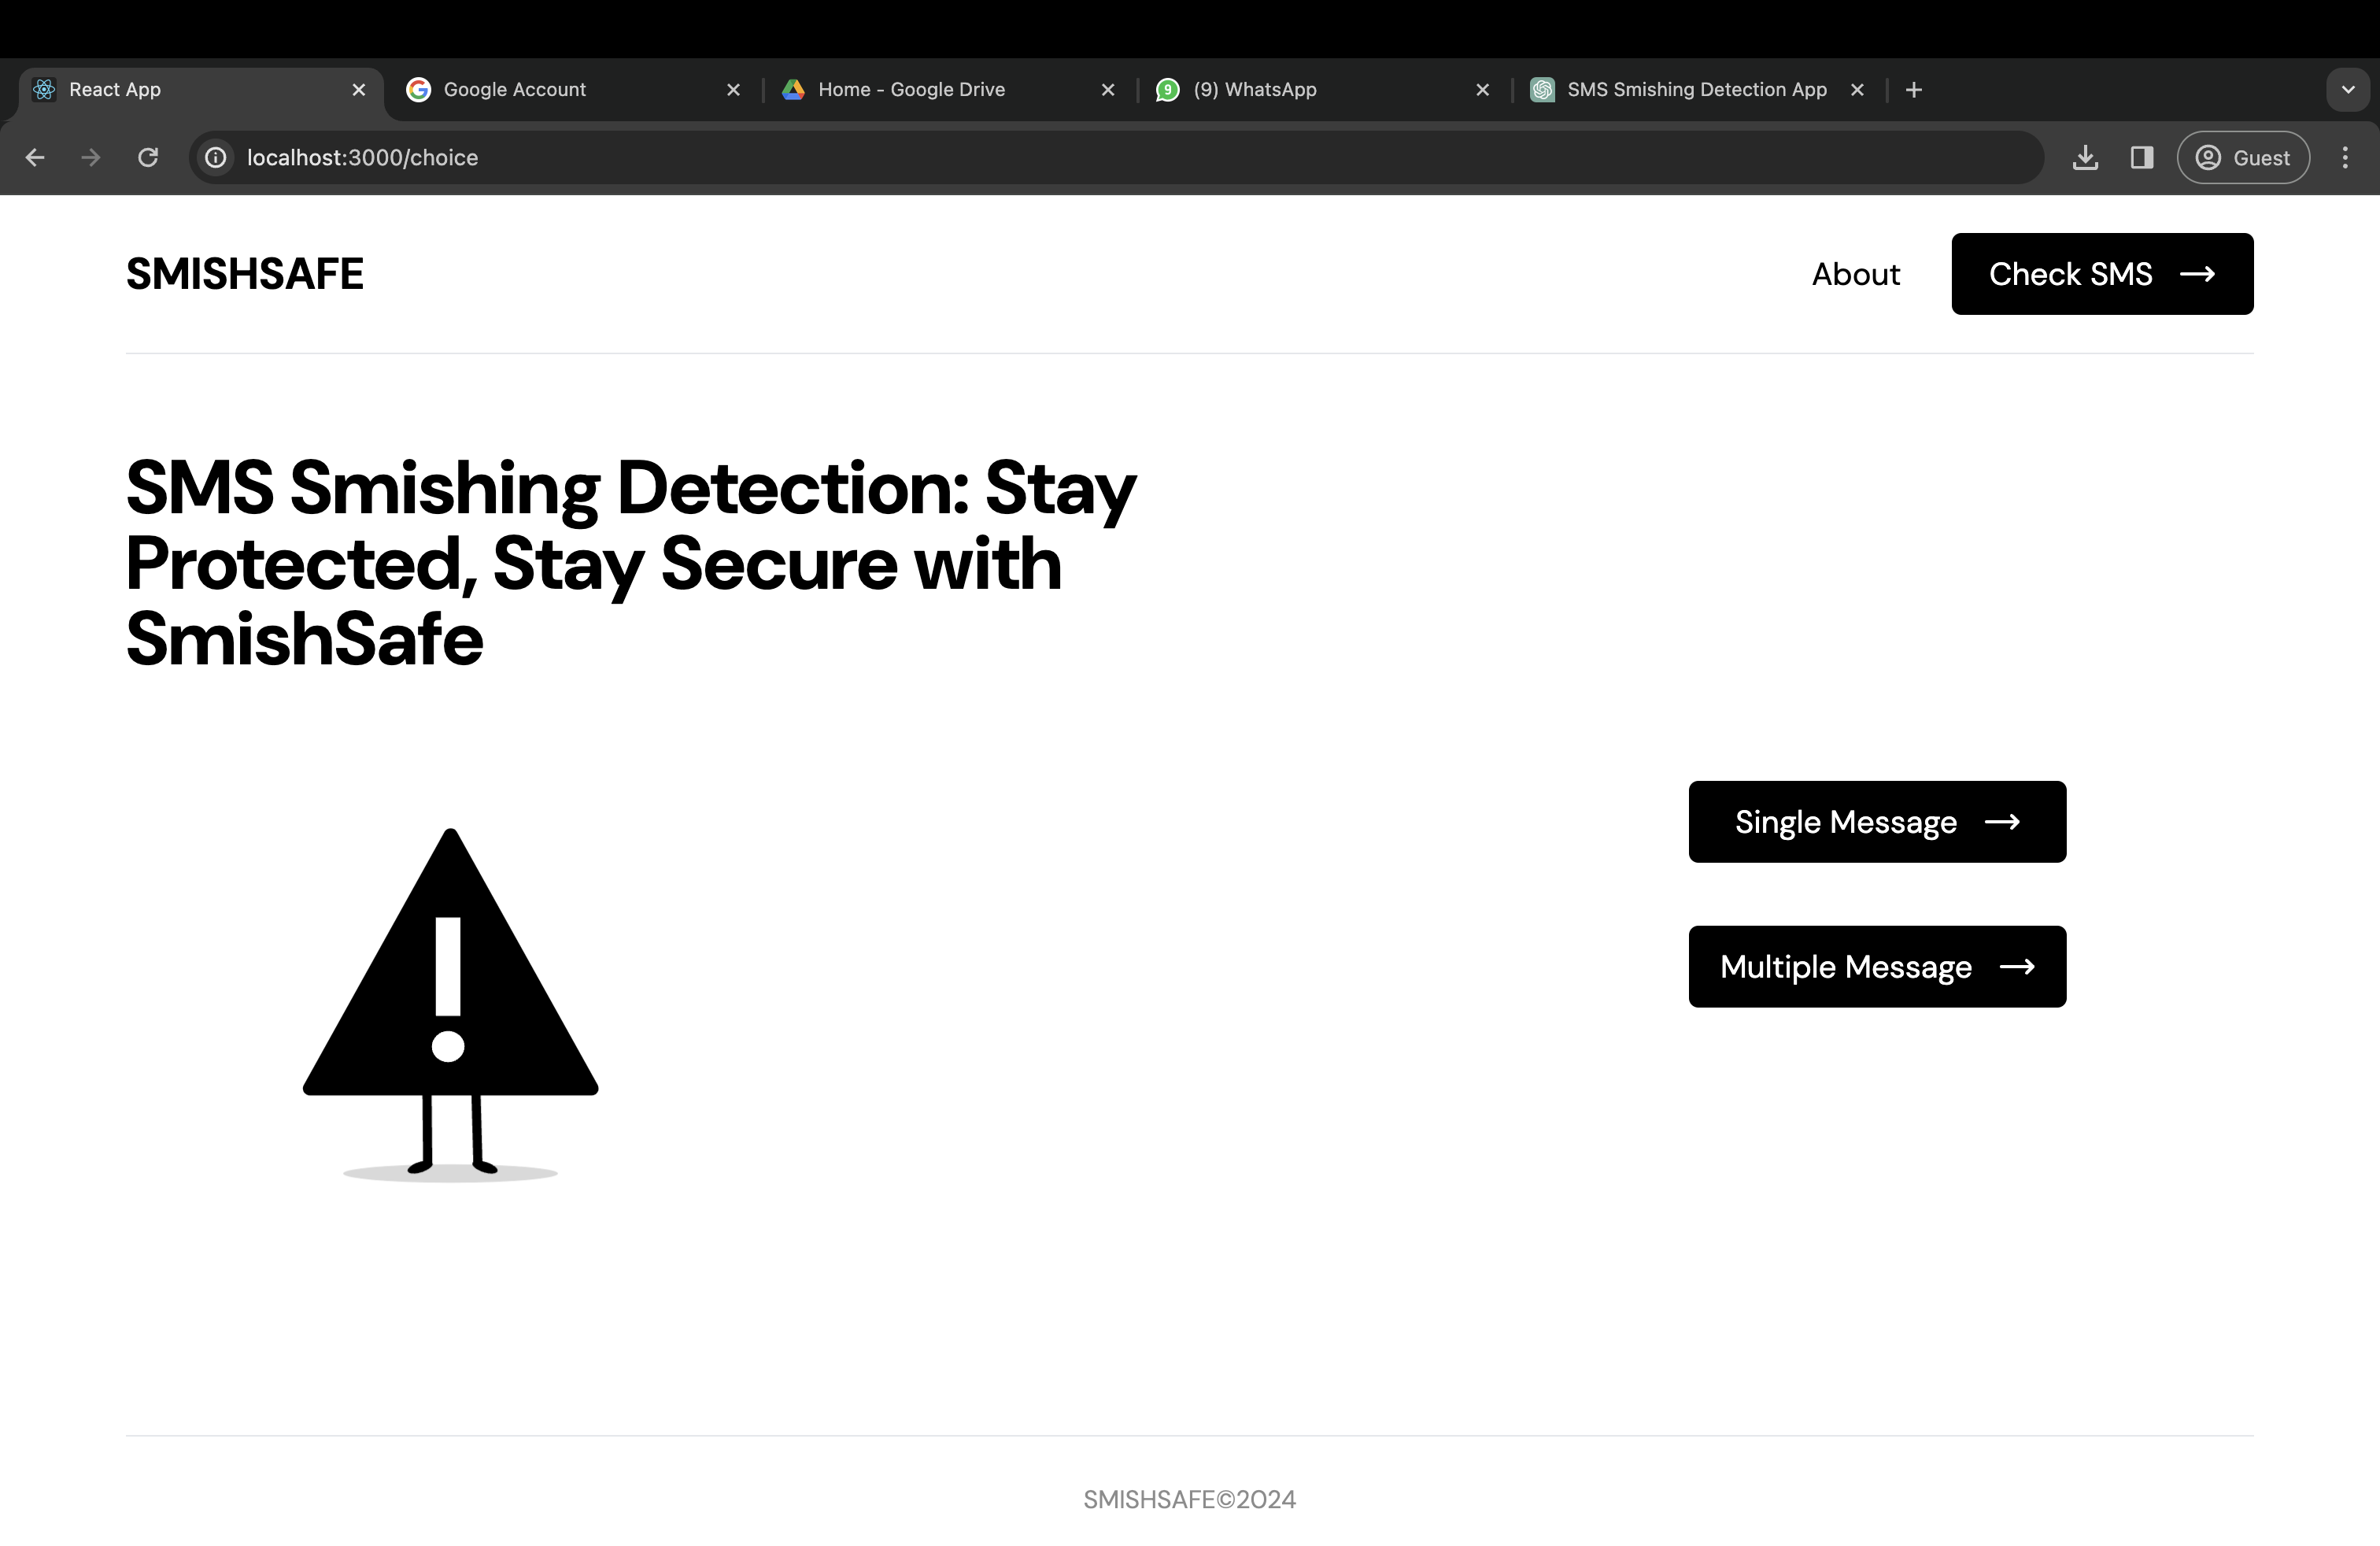 React App
Google Account
Home - Google Drive
9
(9) WhatsApp
SMS Smishing Detection App
localhost:3000/choice
Guest
SMISHSAFE
About
Check SMS
SMS Smishing Detection: Stay
Protected, Stay Secure with
SmishSafe
!
Single Message
Multiple Message
SMISHSAFE©2024